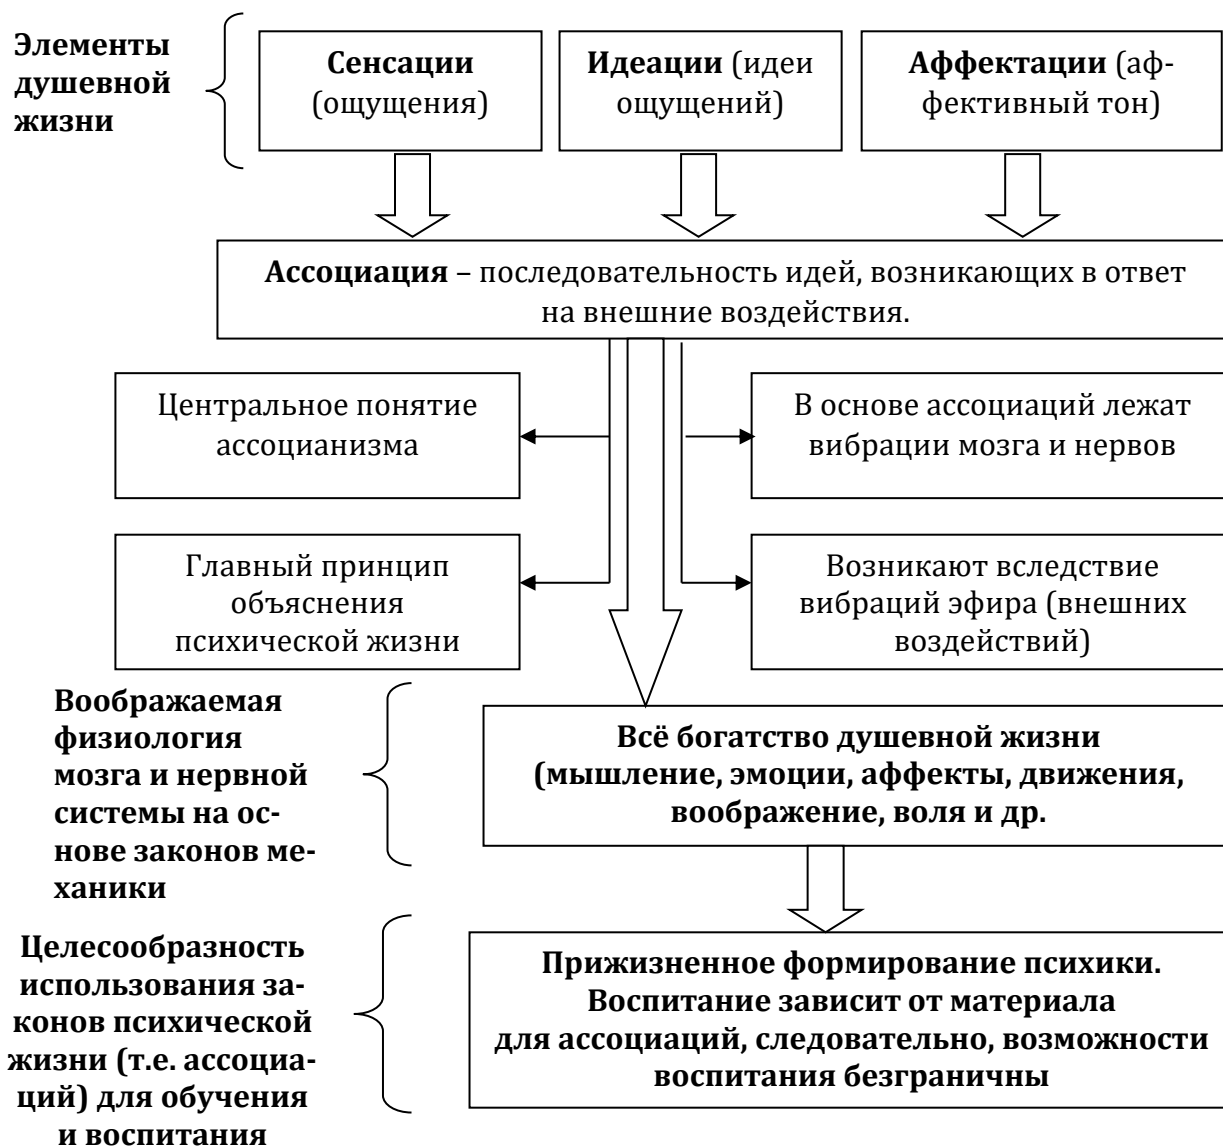 Элементы
душевной
жизни
Сенсации
(ощущения)
Идеации (идеи
ощущений)
Аффектации (аф-
фективный тон)
Ассоциация – последовательность идей, возникающих в ответ
на внешние воздействия.
Центральное понятие
ассоцианизма
В основе ассоциаций лежат
вибрации мозга и нервов
Главный принцип
объяснения
психической жизни
Возникают вследствие
вибраций эфира (внешних
воздействий)
Воображаемая
физиология
мозга и нервной
системы на ос-
нове законов ме-
ханики
Всё богатство душевной жизни
(мышление, эмоции, аффекты, движения,
воображение, воля и др.
Целесообразность
использования за-
конов психической
жизни (т.е. ассоциа-
ций) для обучения
и воспитания
Прижизненное формирование психики.
Воспитание зависит от материала
для ассоциаций, следовательно, возможности
воспитания безграничны